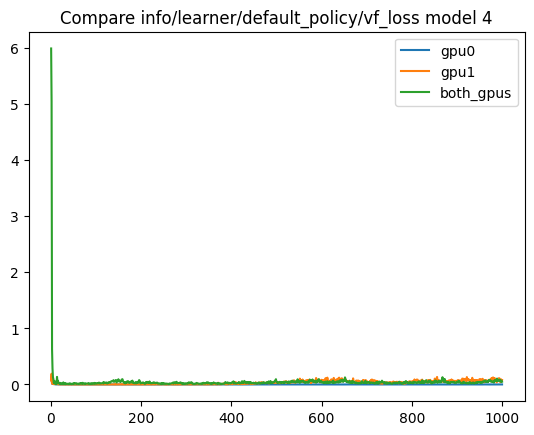 Compare info/learner/default_policy/vf_loss model 4
gpu0
gpu1
both_gpus
6
5
4
3
2
1
0
0 200 400 600 800 1000